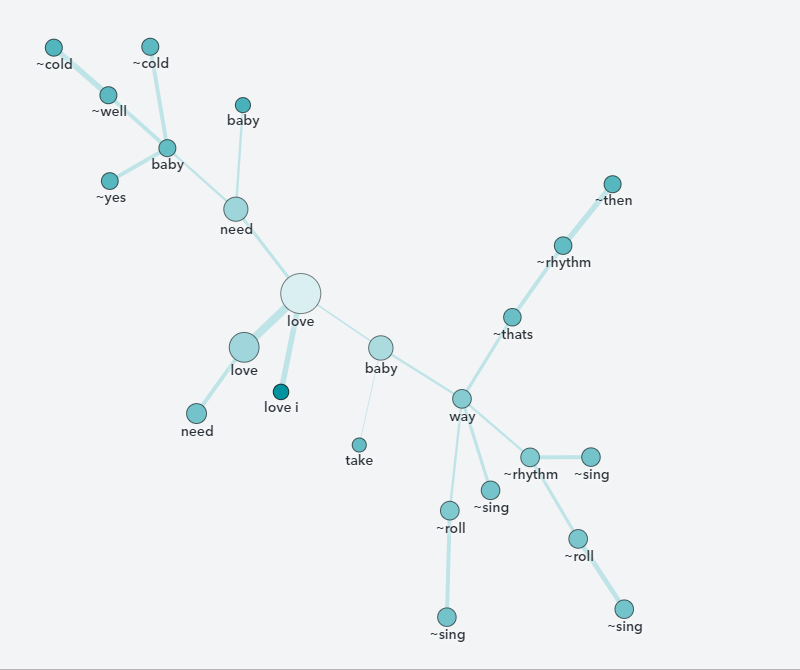 ~cold
~cold
~well
baby
baby
~yes
~then
need
~rhythm
love
~thats
love
baby
love i
way
need
take
~rhythm
~sing
~sing
~roll
~roll
~sing
~sing